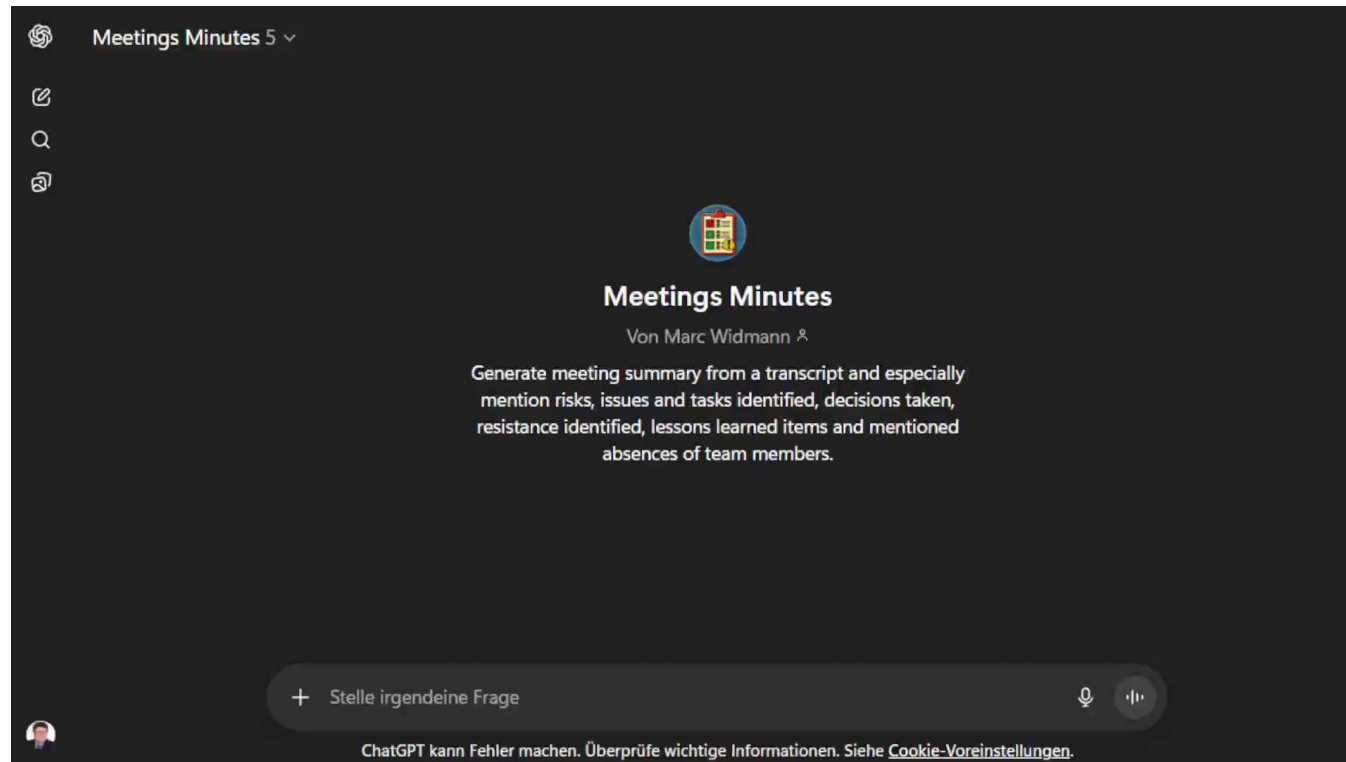 Meetings Minutes 5
Meetings Minutes
Von Marc Widmann
Generate meeting summary from a transcript and especially
mention risks, issues and tasks identified, decisions taken,
resistance identified, lessons learned items and mentioned
absences of team members.
Stelle irgendeine Frage
ChatGPT kann Fehler machen. Überprüfe wichtige Informationen. Siehe Cookie-Voreinstellungen.